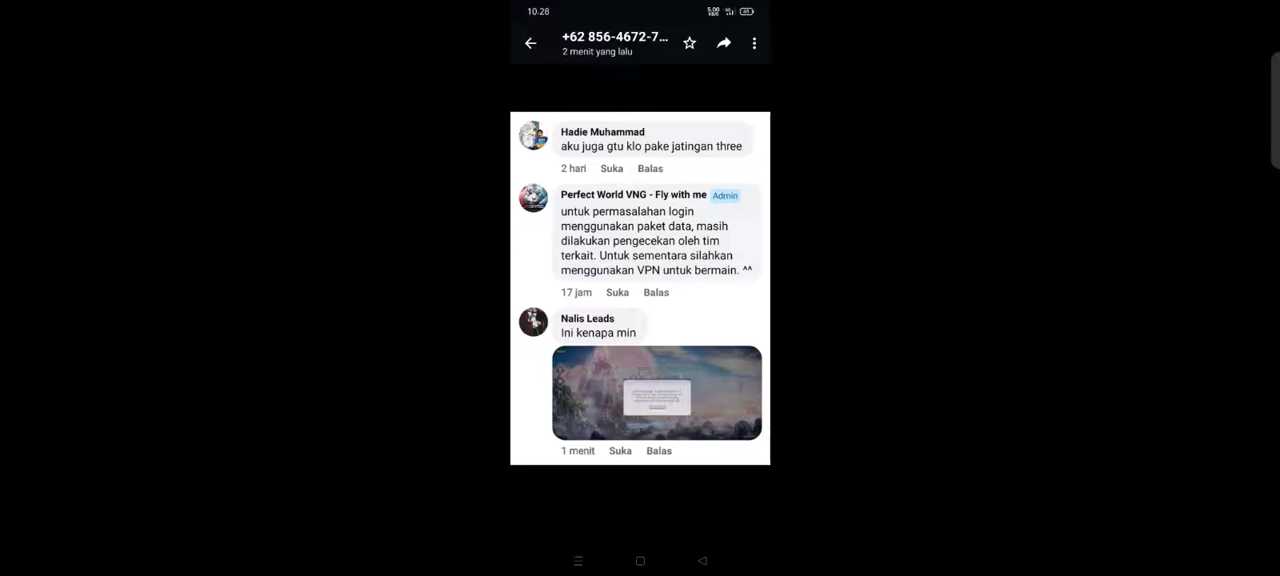 10.28
5,00
KB/S
+62 856-4672-7...
2 menit yang lalu
Hadie Muhammad
aku juga gtu klo pake jatingan three
2 hari Suka Balas
Perfect World VNG - Fly with me Admin
untuk permasalahan login
menggunakan paket data, masih
dilakukan pengecekan oleh tim
terkait. Untuk sementara silahkan
menggunakan VPN untuk bermain. ^^
17 jam Suka Balas
Nalis Leads
Ini kenapa min
1 menit Suka Balas